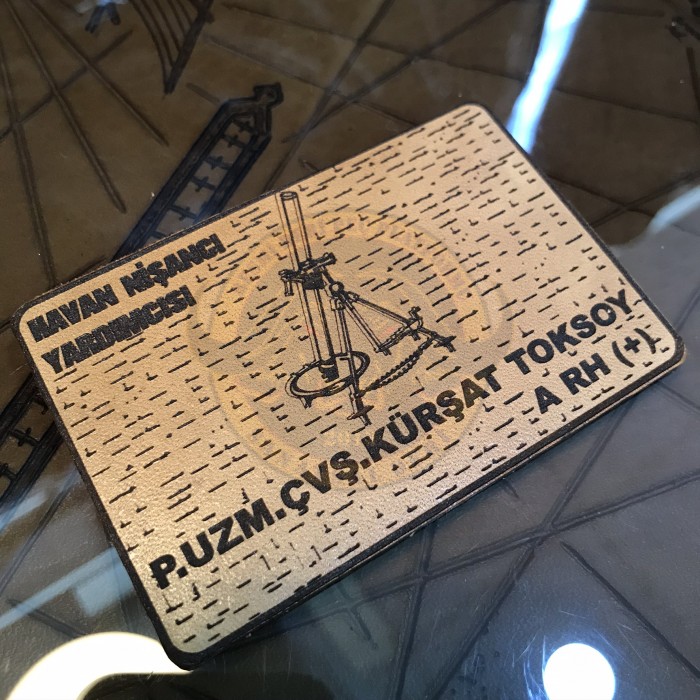 HAVAN NİŞANCI
YARDIMCISI
P.UZM.ÇVŞ.KÜRŞAT TOKSOY
A RH (+)